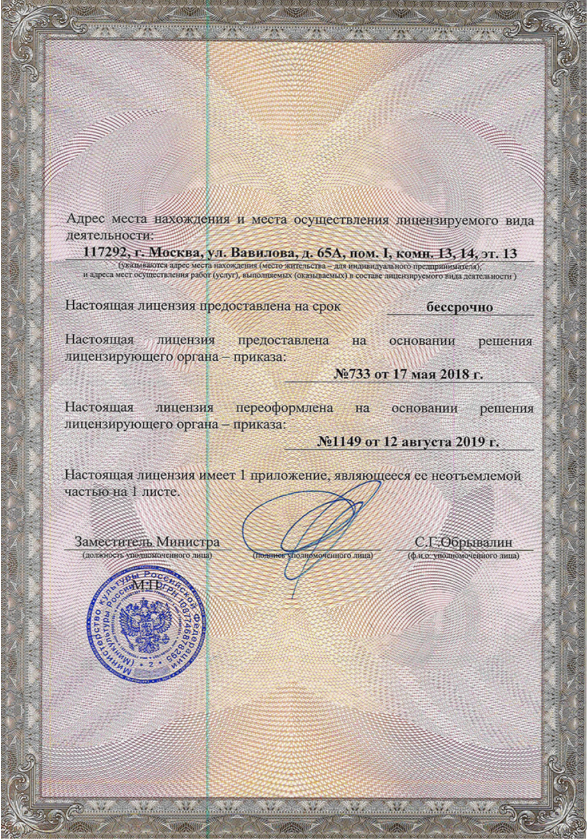 Адрес места нахождения и места осуществления лицензируемого вида
деятельности:
117292, г. Москва, ул. Вавилова, д. 65А, пом. I, комн. 13, 14, эт. 13
(указываются адрес места нахождения (место жительства – для индивидуального предпринимателя),
и адреса мест осуществления работ (услуг), выполняемых (оказываемых) в составе лицензируемого вида деятельности )
Настоящая лицензия предоставлена на срок бессрочно
Настоящая лицензия предоставлена на основании решения
лицензирующего органа – приказа:
№733 от 17 мая 2018 г.
Настоящая лицензия переоформлена на основании решения
лицензирующего органа – приказа:
№1149 от 12 августа 2019 г.
Настоящая лицензия имеет 1 приложение, являющееся ее неотъемлемой
частью на 1 листе.
Заместитель Министра С.Г.Обрывалин
(должность уполномоченного лица) (подпись уполномоченного лица) (ф.и.о. уполномоченного лица)
М.П.
Министерство культуры Российской Федерации
(Минкультуры России)
* 2 *